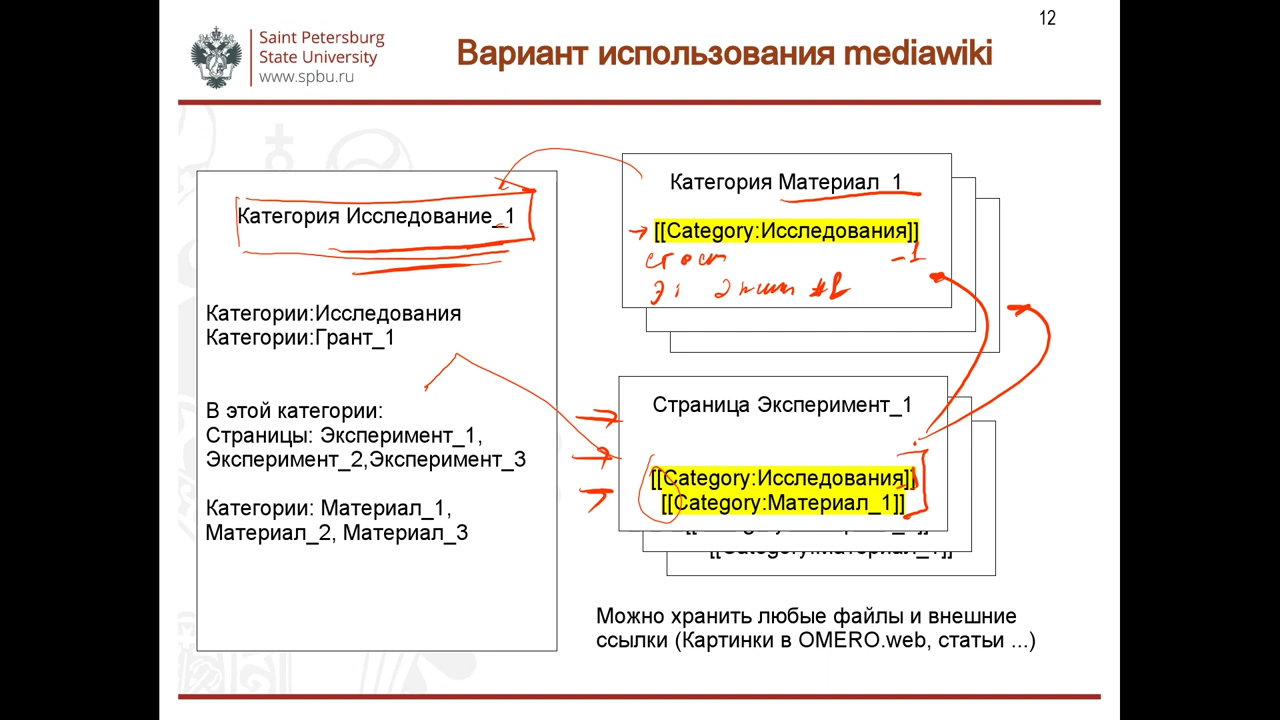 12
Saint Petersburg
State University
www.spbu.ru
Вариант использования mediawiki
Категория Исследование_1
Категории:Исследования
Категории:Грант_1
В этой категории:
Страницы: Эксперимент_1,
Эксперимент_2,Эксперимент_3
Категории: Материал_1,
Материал_2, Материал_3
Категория Материал_1
[[Category:Исследования]]
_1
Страница Эксперимент_1
[[Category:Исследования]]
[[Category:Материал_1]]
Можно хранить любые файлы и внешние
ссылки (Картинки в OMERO.web, статьи ...)